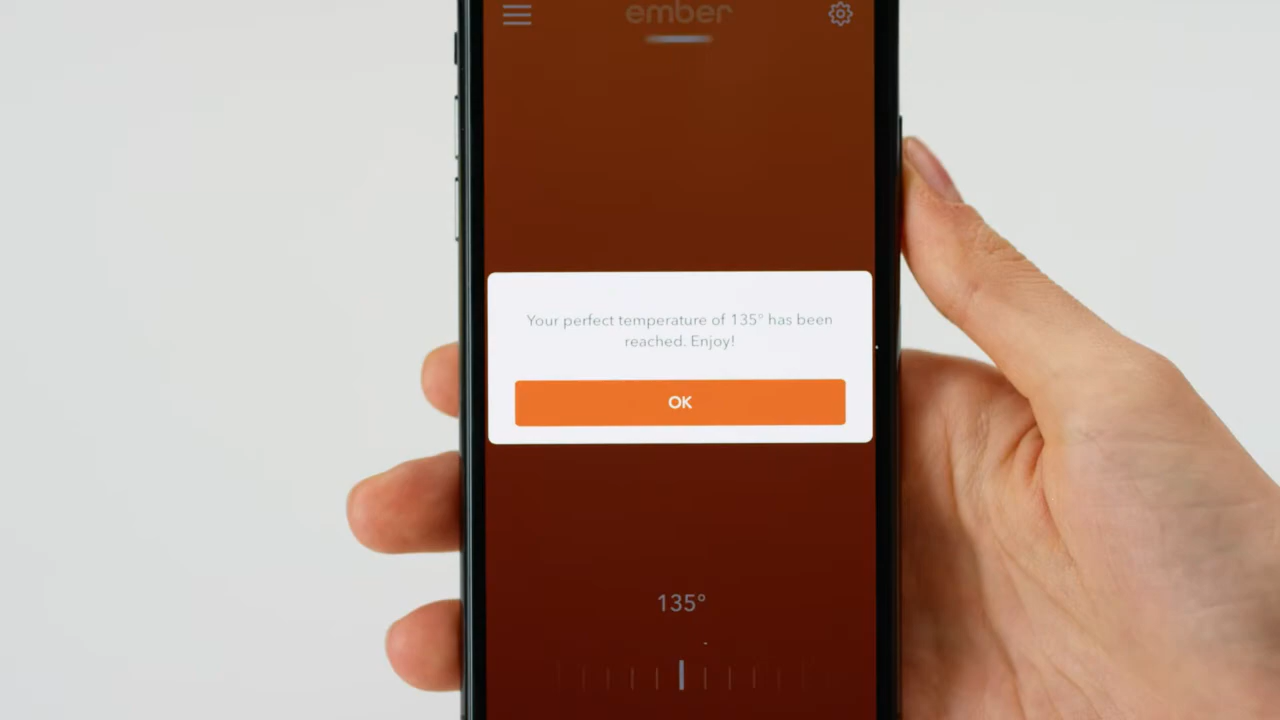 ember
Your perfect temperature of 135° has been
reached. Enjoy!
OK
135°